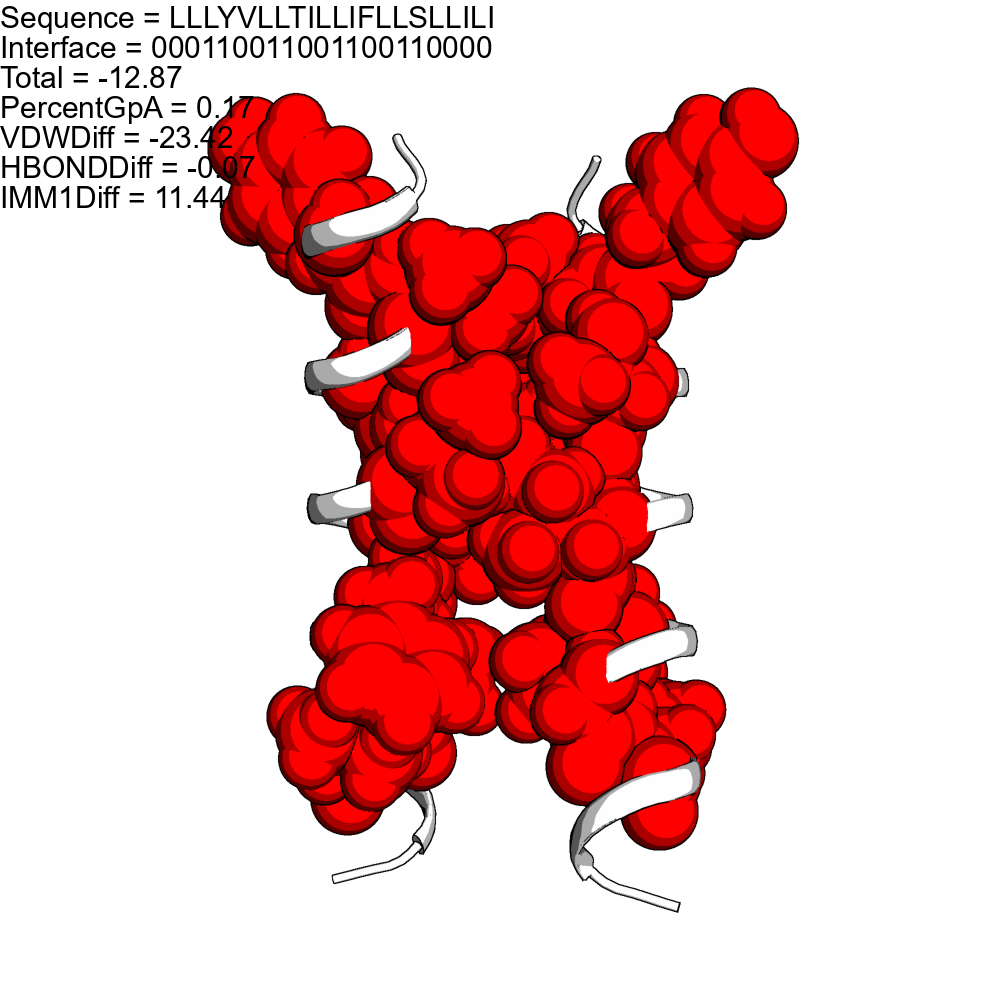 Sequence = LLLYVLLTILLIFLLSLLILI
Interface = 000110011001100110000
Total = -12.87
PercentGpA = 0.17
VDWDiff = -23.42
HBONDDiff = -0.07
IMM1Diff = 11.44